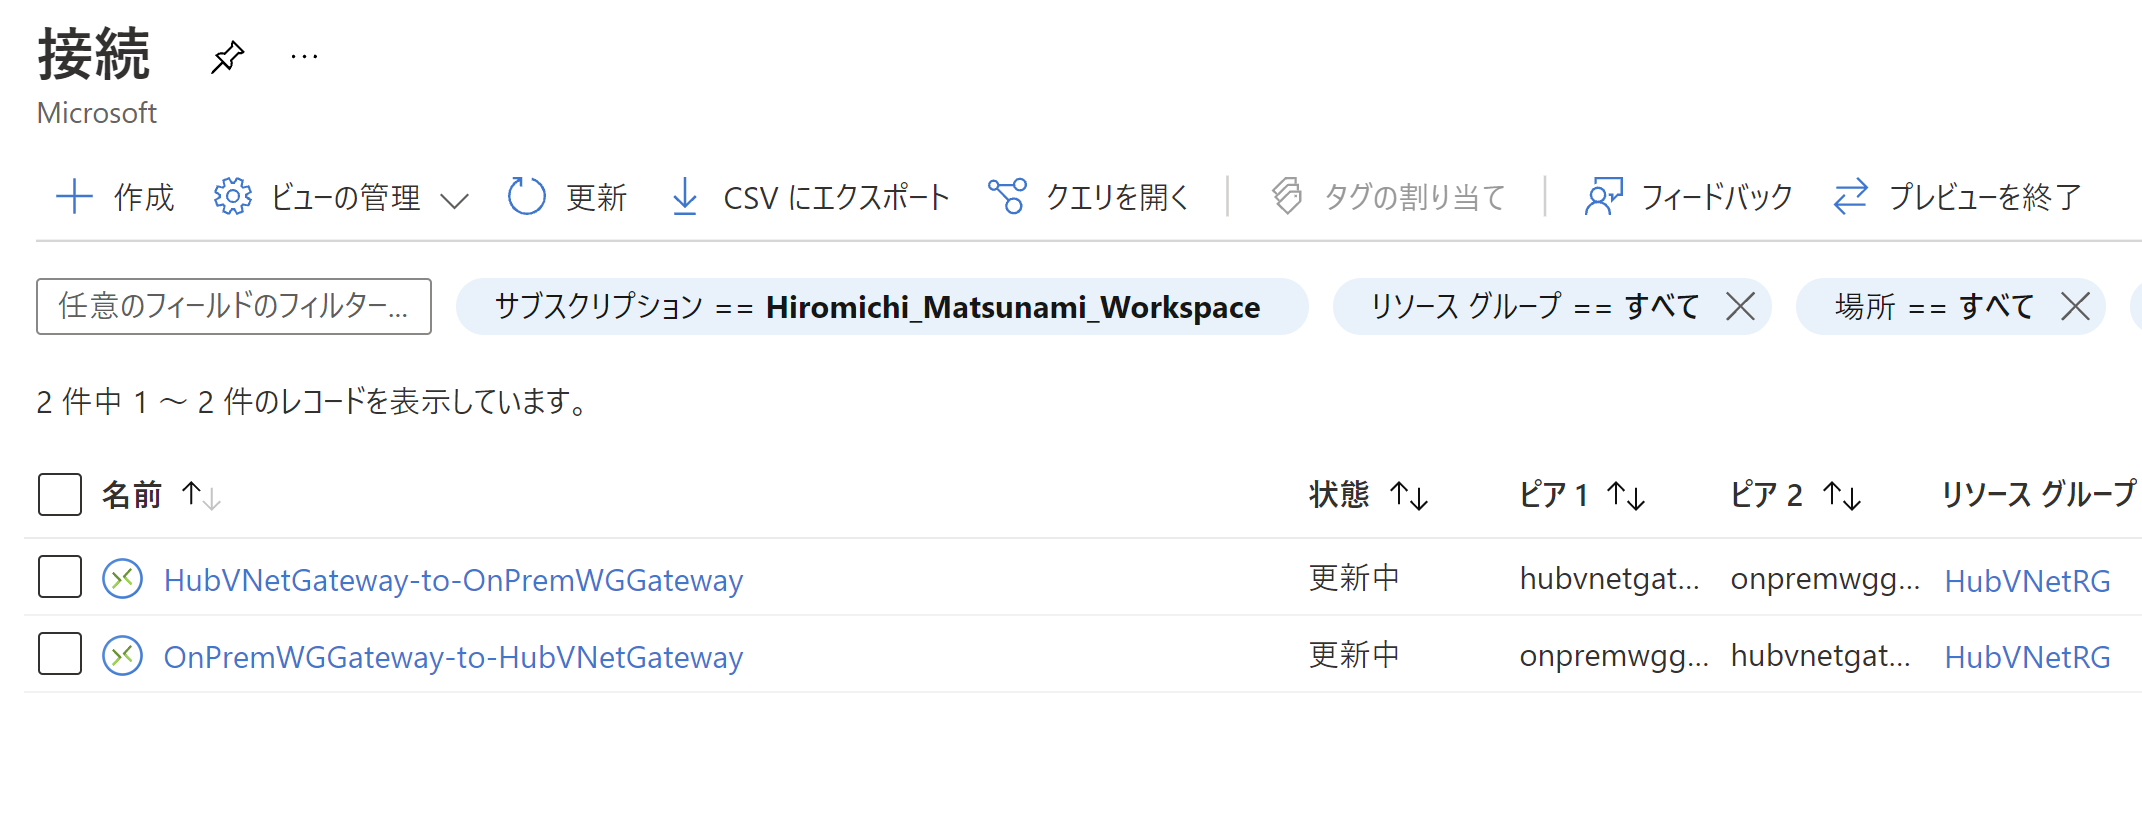 接続 …
Microsoft
作成 ビューの管理 更新 CSV にエクスポート クエリを開く タグの割り当て フィードバック プレビューを終了
任意のフィールドのフィルター... サブスクリプション == Hiromichi_Matsunami_Workspace リソース グループ == すべて 場所 == すべて
2 件中 1 ～ 2 件のレコードを表示しています。
名前 ↑↓ 状態 ↑↓ ピア 1 ↑↓ ピア 2 ↑↓ リソース グループ
HubVNetGateway-to-OnPremWGGateway 更新中 hubvnetgat... onpremwgg... HubVNetRG
OnPremWGGateway-to-HubVNetGateway 更新中 onpremwgg... hubvnetgat... HubVNetRG